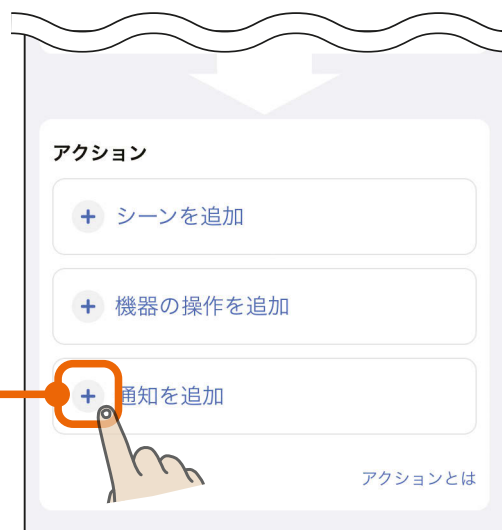 アクション
+ シーンを追加
+ 機器の操作を追加
+ 通知を追加
アクションとは